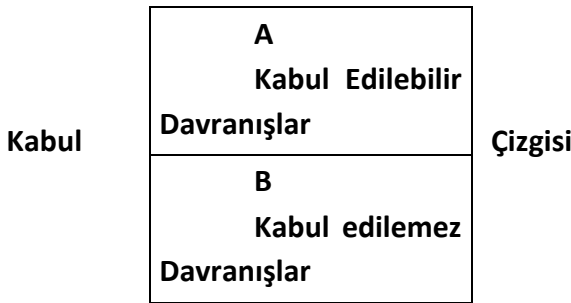 A
Kabul Edilebilir
Davranışlar
Kabul
Çizgisi
B
Kabul edilemez
Davranışlar